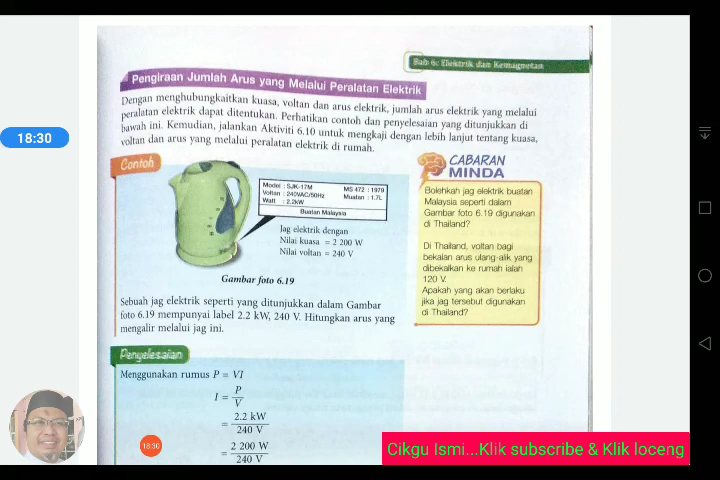 Bab 6: Elektrik dan Kemagnetan
Pengiraan Jumlah Arus yang Melalui Peralatan Elektrik
Dengan menghubungkaitkan kuasa, voltan dan arus elektrik, jumlah arus elektrik yang melalui
peralatan elektrik dapat ditentukan. Perhatikan contoh dan penyelesaian yang ditunjukkan di
bawah ini. Kemudian, jalankan Aktiviti 6.10 untuk mengkaji dengan lebih lanjut tentang kuasa,
voltan dan arus yang melalui peralatan elektrik di rumah.
18:30
Contoh
Model : SJK-17M MS 472 : 1979
Voltan : 240VAC/50Hz Muatan : 1.7L
Watt : 2.2kW
Buatan Malaysia
Jag elektrik dengan
Nilai kuasa = 2 200 W
Nilai voltan = 240 V
Gambar foto 6.19
Sebuah jag elektrik seperti yang ditunjukkan dalam Gambar
foto 6.19 mempunyai label 2.2 kW, 240 V. Hitungkan arus yang
mengalir melalui jag ini.
CABARAN
MINDA
Bolehkah jag elektrik buatan
Malaysia seperti dalam
Gambar foto 6.19 digunakan
di Thailand?
Di Thailand, voltan bagi
bekalan arus ulang-alik yang
dibekalkan ke rumah ialah
120 V.
Apakah yang akan berlaku
jika jag tersebut digunakan
di Thailand?
Penyelesaian
Menggunakan rumus P = VI
I = P
V
= 2.2 kW
240 V
= 2 200 W
240 V
18:30
Cikgu Ismi...Klik subscribe & Klik loceng